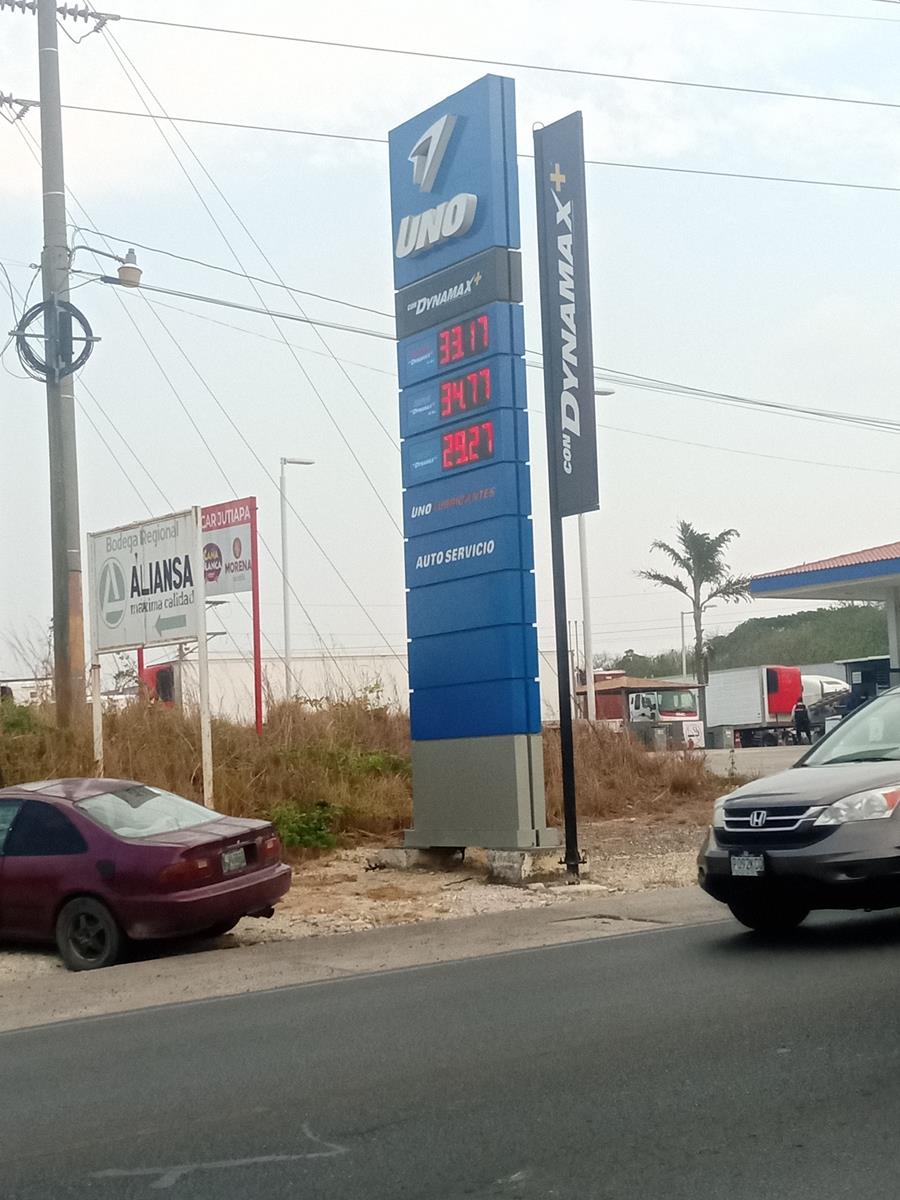 UNO
CON DYNAMAX+
33.17
34.77
29.27
UNO LUBRICANTES
AUTO SERVICIO
CON DYNAMAX+
Bodega Regional
ALIANSA
maxima calidad
CAR JUTIAPA
MORENA